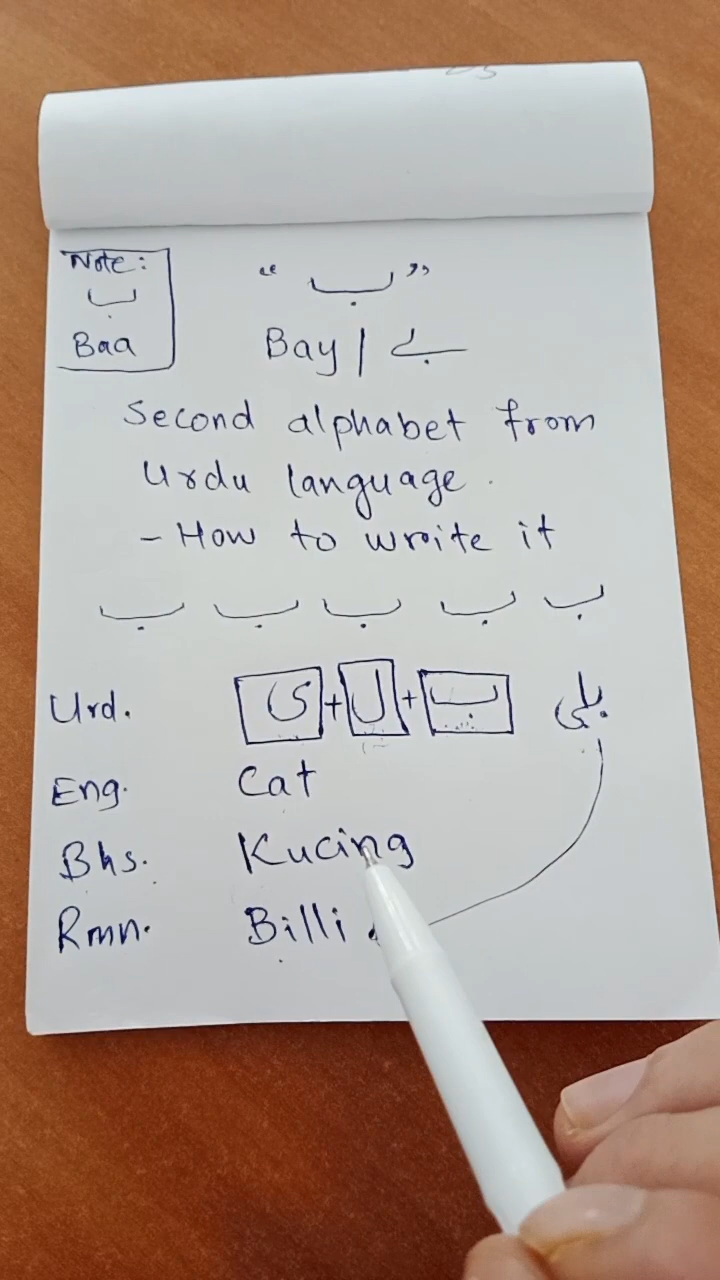 Note:
ب
Baa
“ ب ”
Bay / بے
Second alphabet from
Urdu language.
- How to write it
ب ب ب ب ب
Urd. ی + ل + ب بلی
Eng. Cat
Bhs. Kucing
Rmn. Billi